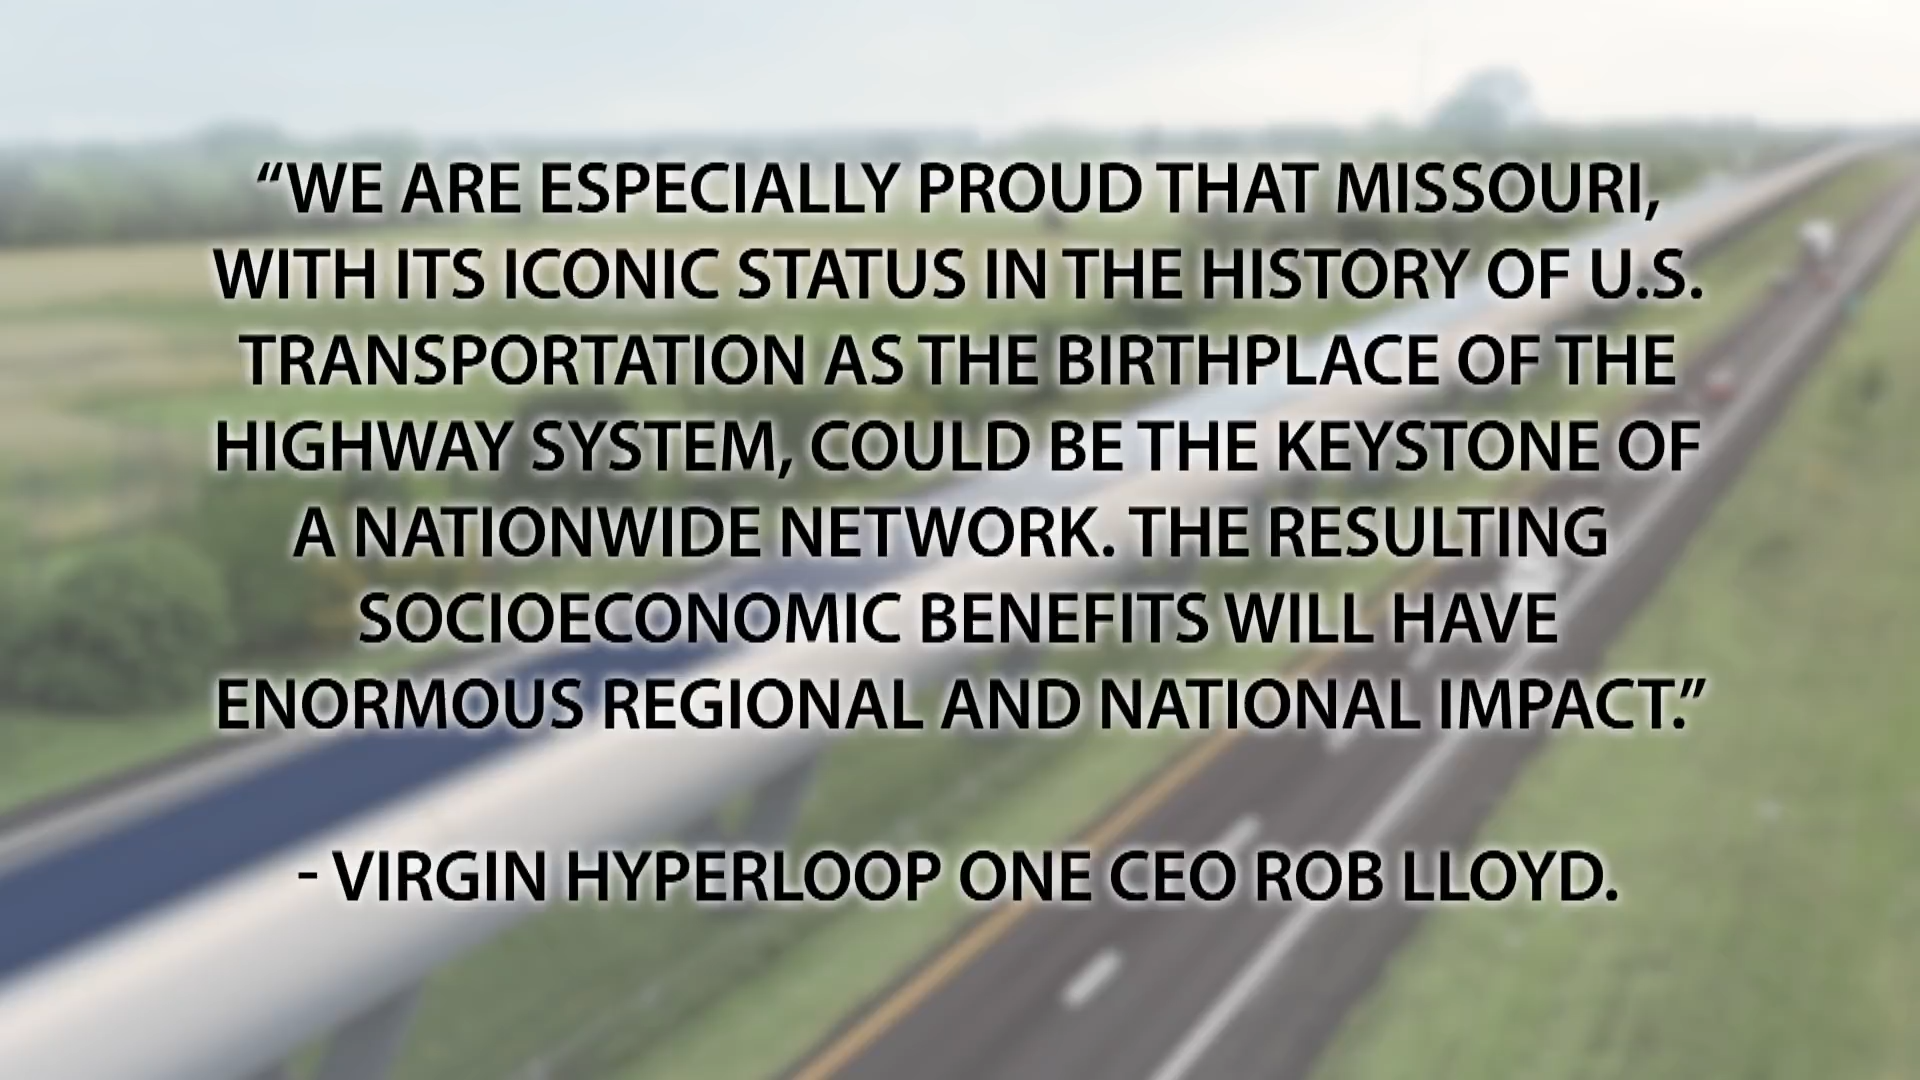 “WE ARE ESPECIALLY PROUD THAT MISSOURI,
WITH ITS ICONIC STATUS IN THE HISTORY OF U.S.
TRANSPORTATION AS THE BIRTHPLACE OF THE
HIGHWAY SYSTEM, COULD BE THE KEYSTONE OF
A NATIONWIDE NETWORK. THE RESULTING
SOCIOECONOMIC BENEFITS WILL HAVE
ENORMOUS REGIONAL AND NATIONAL IMPACT.”
- VIRGIN HYPERLOOP ONE CEO ROB LLOYD.